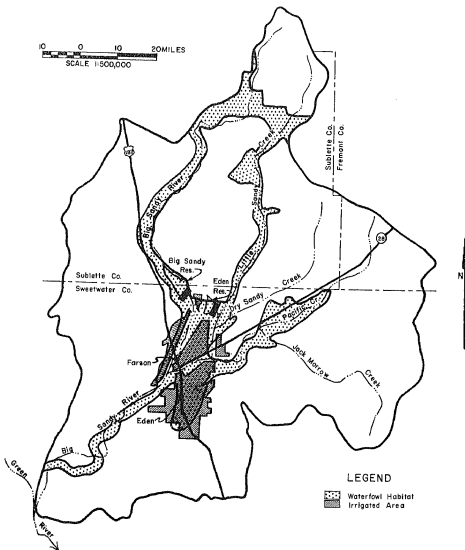 10 0 10 20 MILES
SCALE 1:500,000
187
Sublette Co.
Fremont Co.
Big Sandy River
Little Sandy Creek
28
Big Sandy
Res.
Eden
Res.
Sublette Co.
Sweetwater Co.
Dry Sandy Creek
Pacific Cr.
N
Farson
Jack Morrow Creek
Big Sandy River
Eden
Green River
LEGEND
Waterfowl Habitat
Irrigated Area